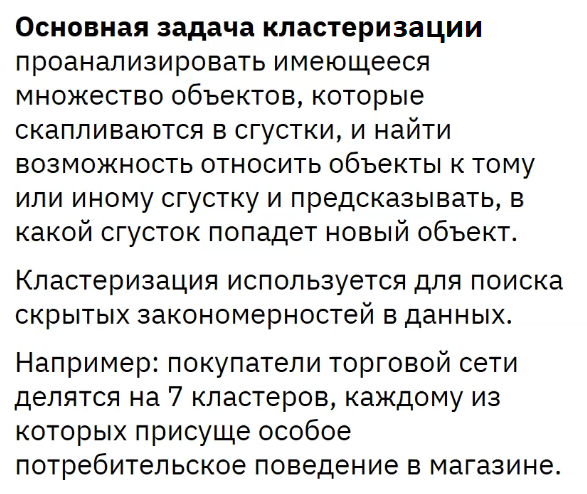 Основная задача кластеризации
проанализировать имеющееся
множество объектов, которые
скапливаются в сгустки, и найти
возможность относить объекты к тому
или иному сгустку и предсказывать, в
какой сгусток попадет новый объект.
Кластеризация используется для поиска
скрытых закономерностей в данных.
Например: покупатели торговой сети
делятся на 7 кластеров, каждому из
которых присуще особое
потребительское поведение в магазине.